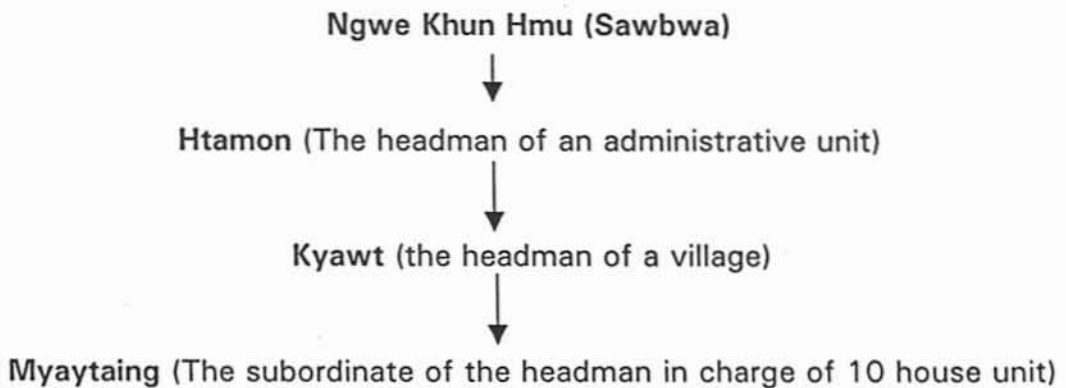 Ngwe Khun Hmu (Sawbwa)
Htamon (The headman of an administrative unit)
Kyawt (the headman of a village)
Myaytaing (The subordinate of the headman in charge of 10 house unit)